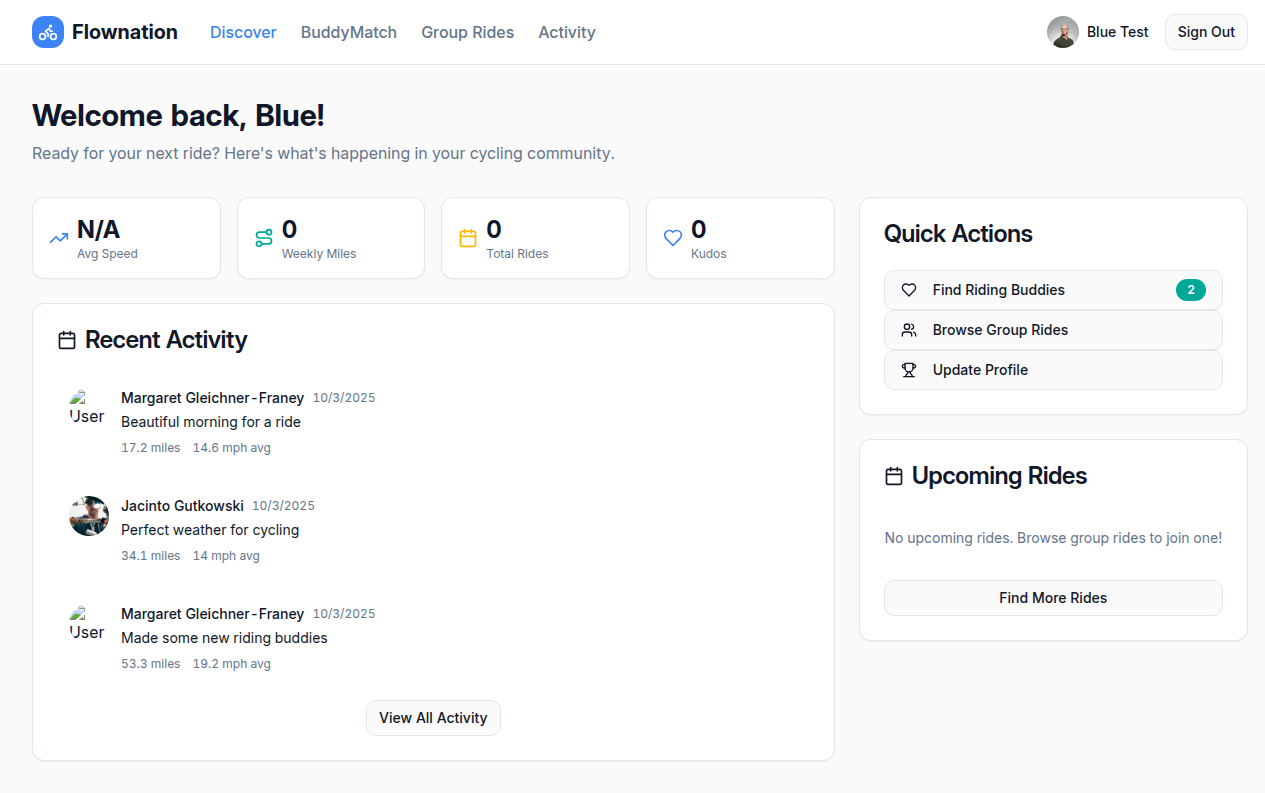 Flownation
Discover
BuddyMatch
Group Rides
Activity
Blue Test
Sign Out
Welcome back, Blue!
Ready for your next ride? Here's what's happening in your cycling community.
N/A
Avg Speed
0
Weekly Miles
0
Total Rides
0
Kudos
Recent Activity
User
Margaret Gleichner-Franey 10/3/2025
Beautiful morning for a ride
17.2 miles 14.6 mph avg
Jacinto Gutkowski 10/3/2025
Perfect weather for cycling
34.1 miles 14 mph avg
User
Margaret Gleichner-Franey 10/3/2025
Made some new riding buddies
53.3 miles 19.2 mph avg
View All Activity
Quick Actions
Find Riding Buddies 2
Browse Group Rides
Update Profile
Upcoming Rides
No upcoming rides. Browse group rides to join one!
Find More Rides